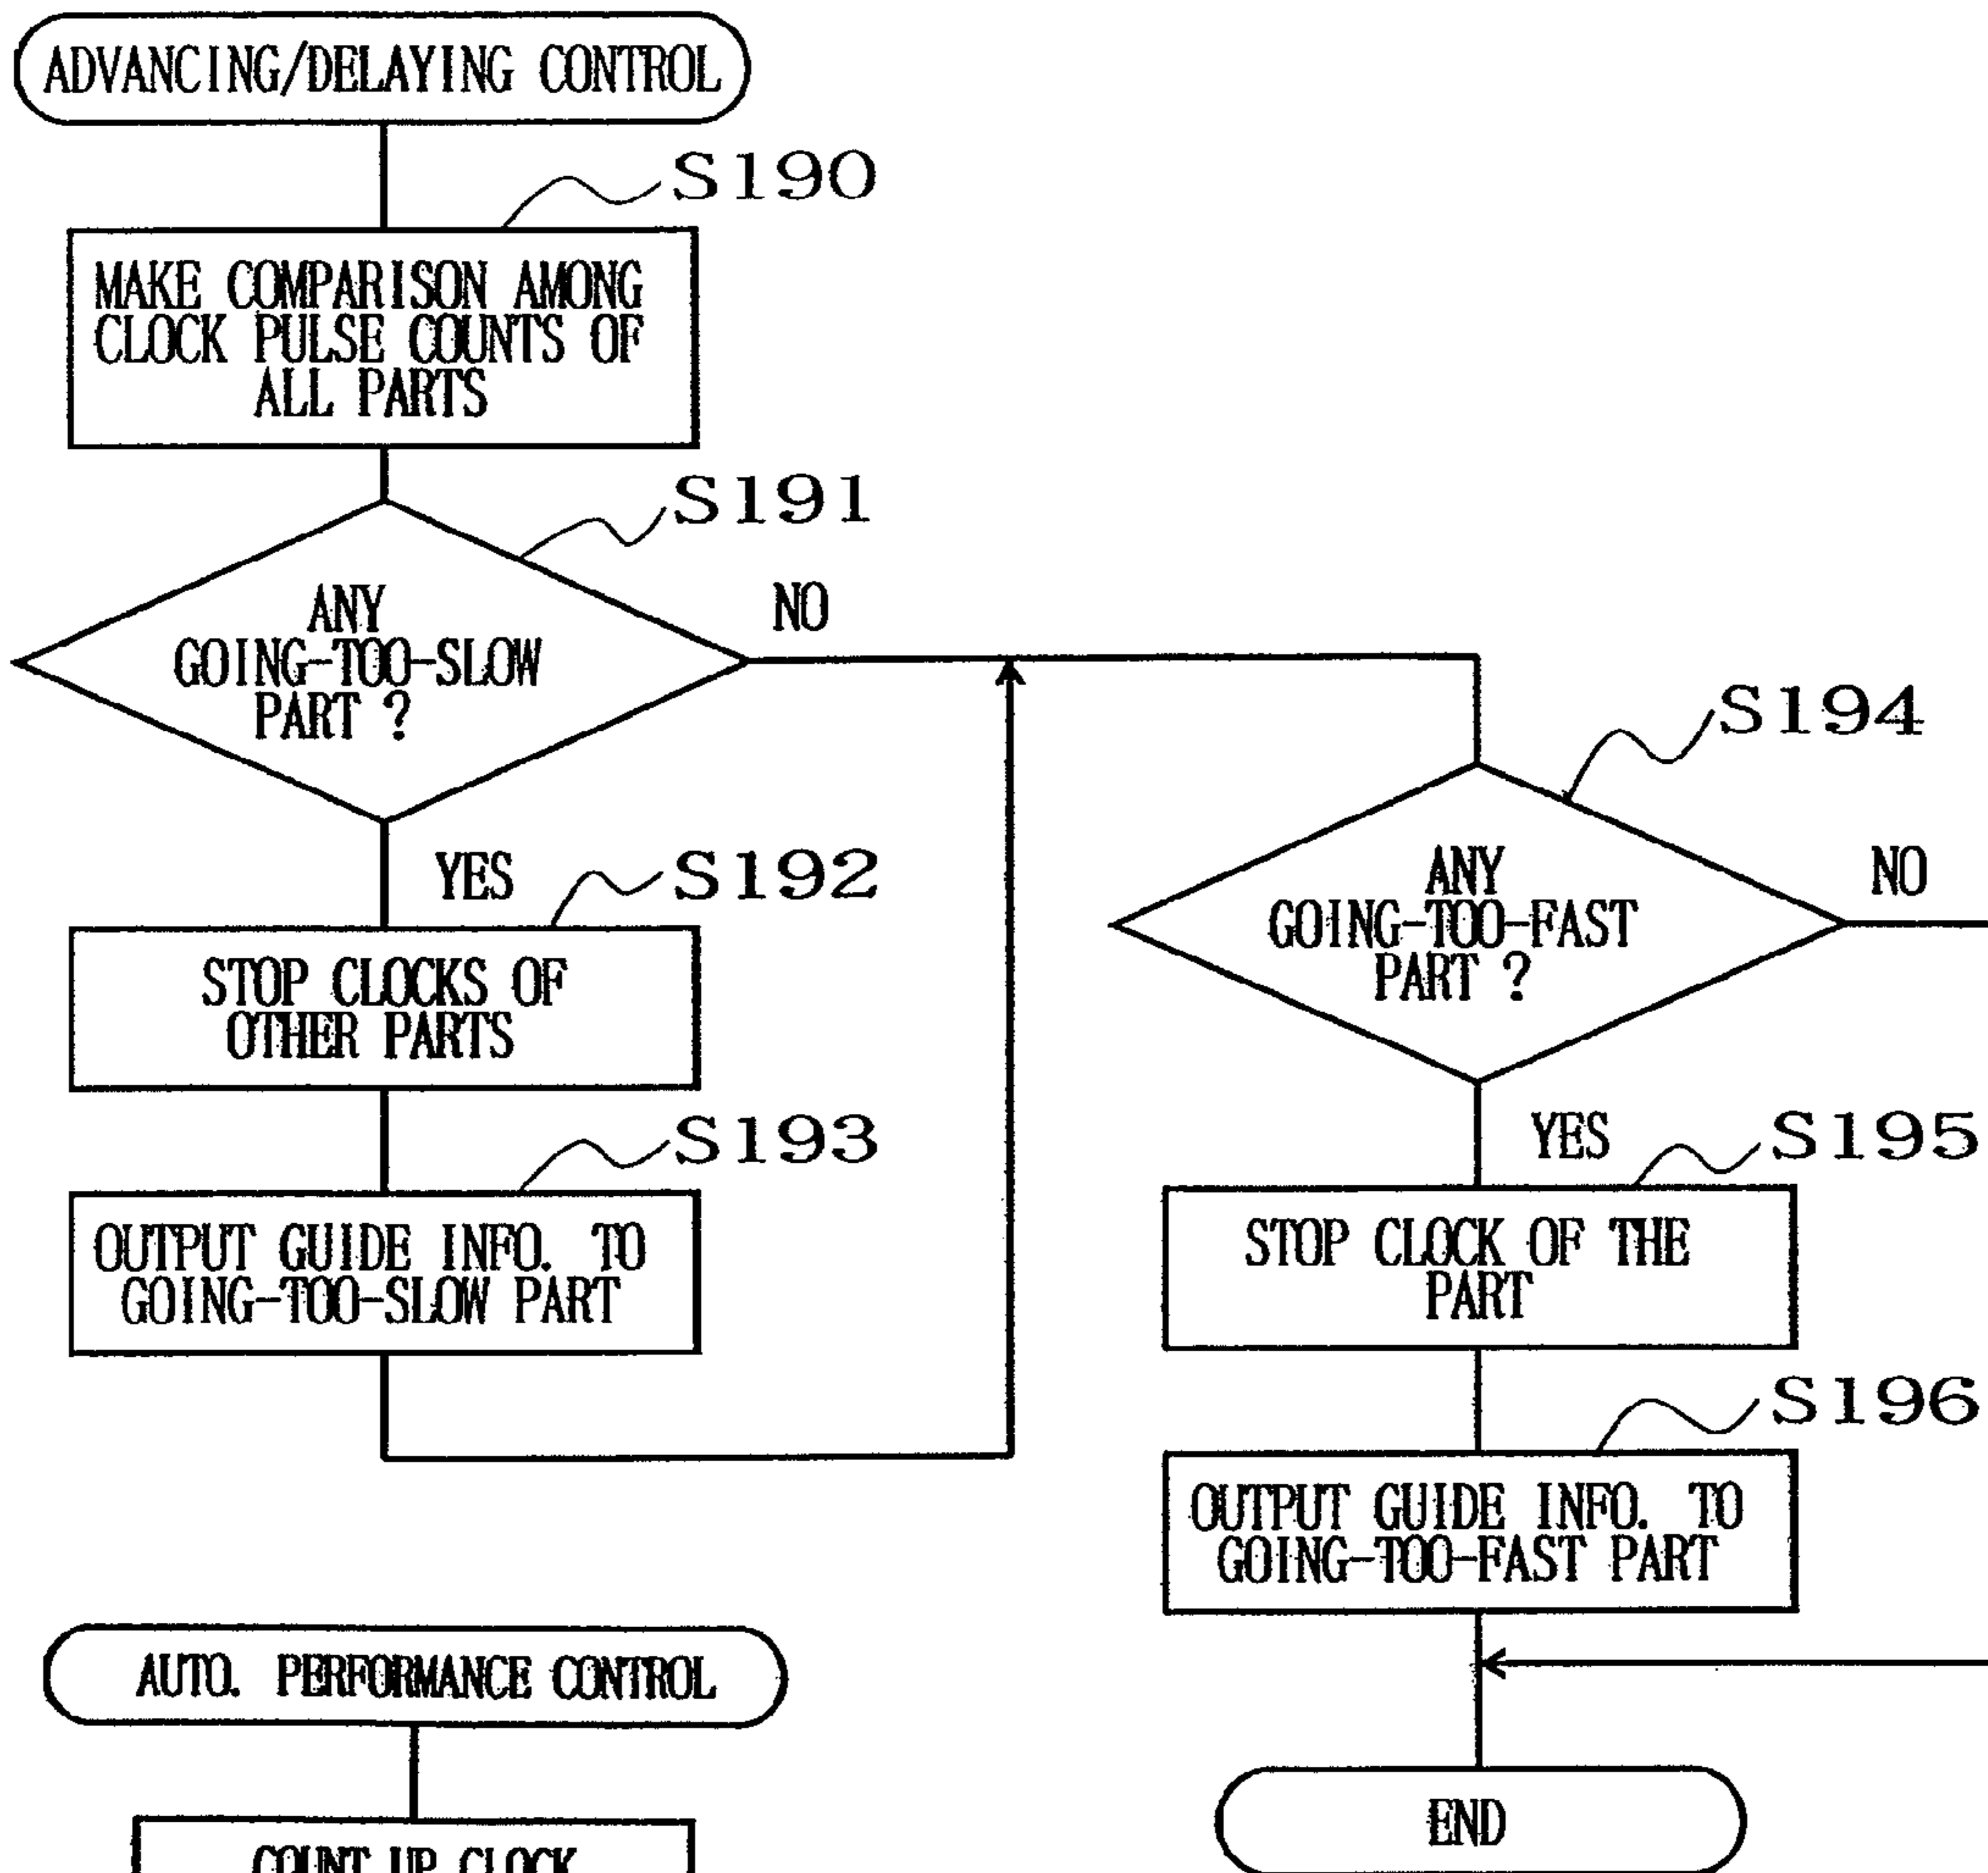 ADVANCING/DELAYING CONTROL
S190
MAKE COMPARISON AMONG
CLOCK PULSE COUNTS OF
ALL PARTS
S191
ANY
GOING-TOO-SLOW
PART ?
NO
YES
S192
STOP CLOCKS OF
OTHER PARTS
S193
OUTPUT GUIDE INFO. TO
GOING-TOO-SLOW PART
S194
ANY
GOING-TOO-FAST
PART ?
NO
YES
S195
STOP CLOCK OF THE
PART
S196
OUTPUT GUIDE INFO. TO
GOING-TOO-FAST PART
END
AUTO. PERFORMANCE CONTROL
COUNT UP CLOCK